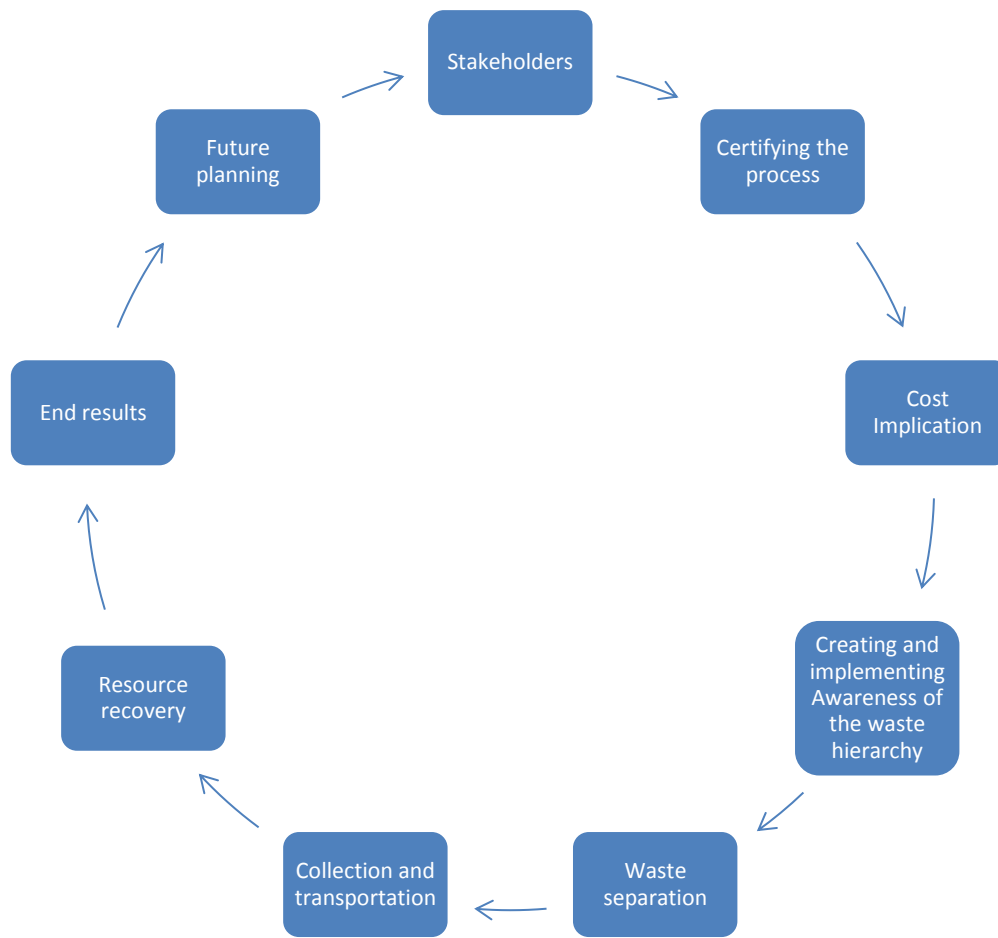 Stakeholders
Certifying the
process
Cost
Implication
Creating and
implementing
Awareness of
the waste
hierarchy
Waste
separation
Collection and
transportation
Resource
recovery
End results
Future
planning